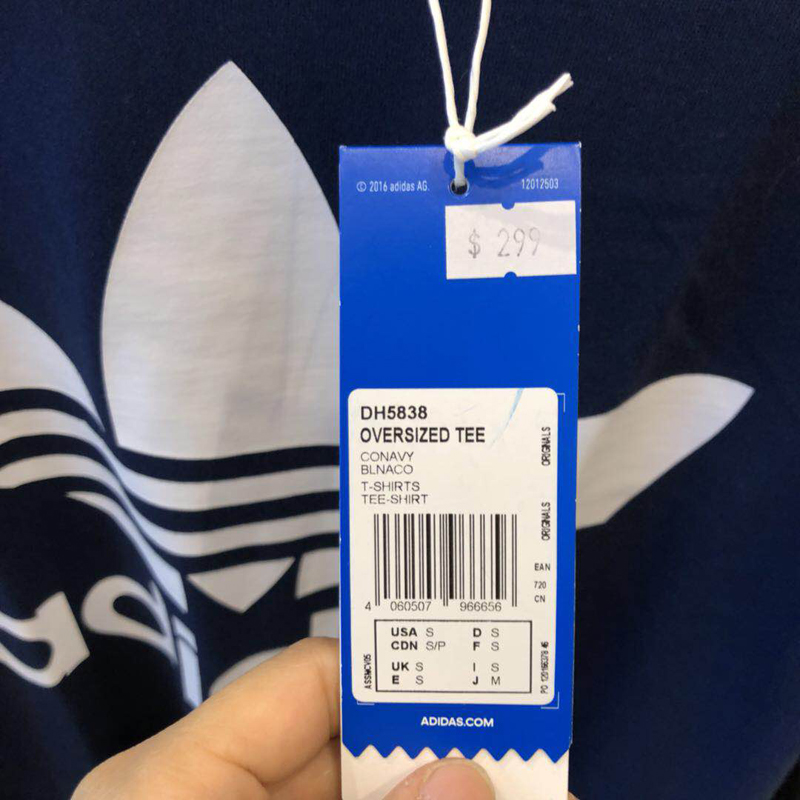 © 2016 adidas AG.
12012503
$ 299
DH5838
OVERSIZED TEE
CONAVY
BLNACO
T-SHIRTS
TEE-SHIRT
ORIGINALS
ORIGINALS
EAN
720
CN
4 060507 966656
USA S D S
CDN S/P F S
UK S I S
E S J M
ADIDAS.COM